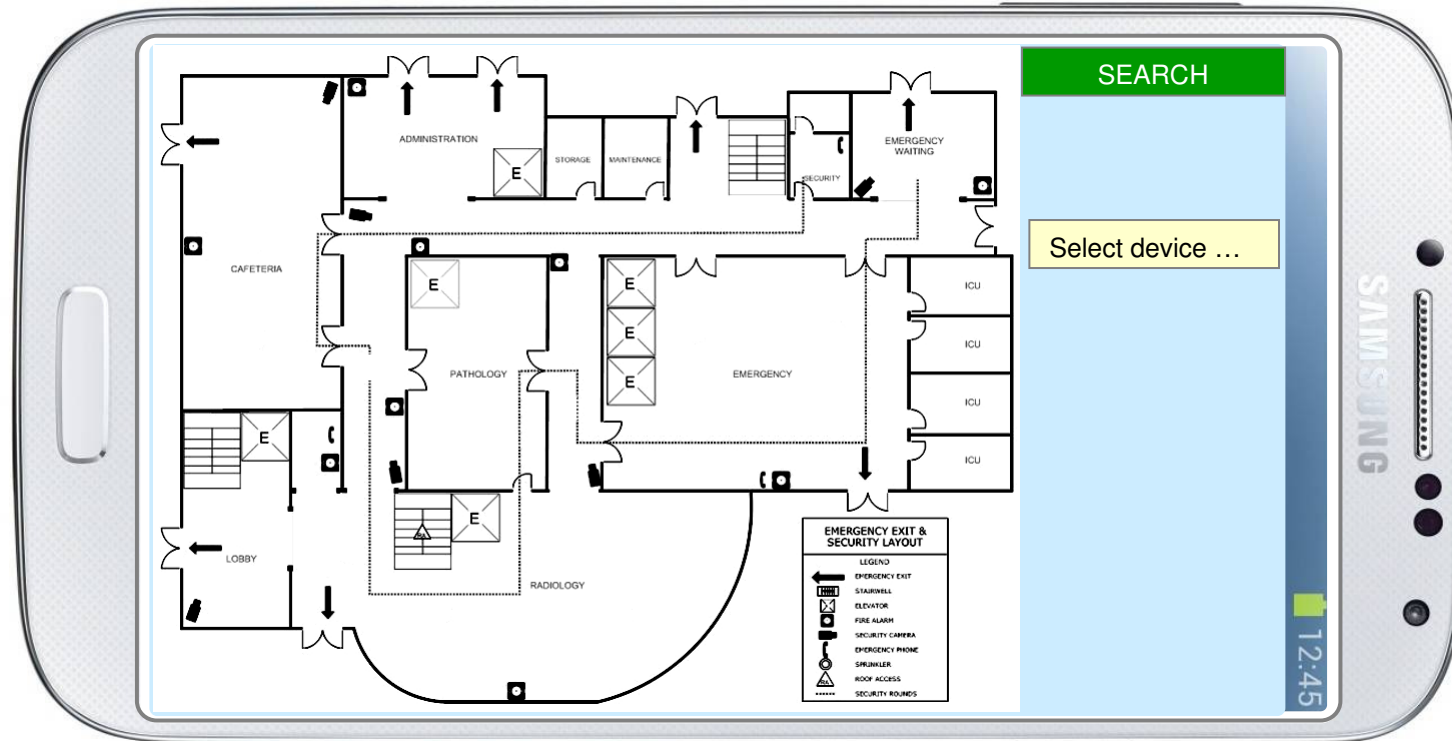 SEARCH
Select device …
ADMINISTRATION
E
STORAGE
MAINTENANCE
SECURITY
EMERGENCY
WAITING
CAFETERIA
E
E
E
E
ICU
ICU
ICU
ICU
PATHOLOGY
EMERGENCY
E
E
RA
LOBBY
RADIOLOGY
EMERGENCY EXIT &
SECURITY LAYOUT
LEGEND
EMERGENCY EXIT
STAIRWELL
ELEVATOR
FIRE ALARM
SECURITY CAMERA
EMERGENCY PHONE
SPRINKLER
RA ROOF ACCESS
SECURITY ROUNDS
12:45
SAMSUNG